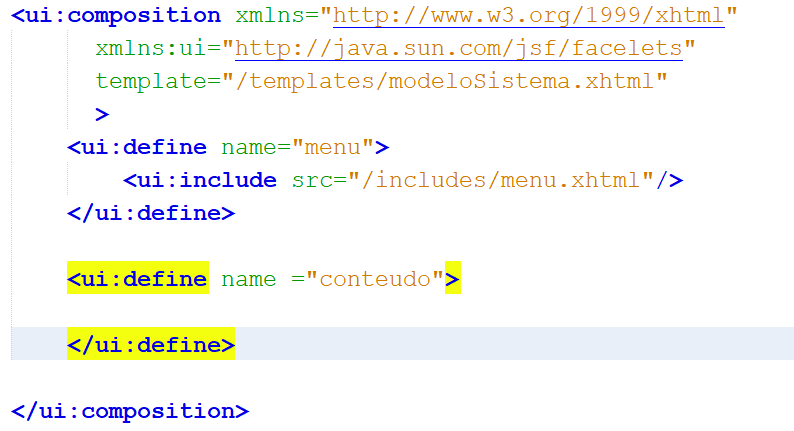 <ui:composition xmlns="http://www.w3.org/1999/xhtml"
xmlns:ui="http://java.sun.com/jsf/facelets"
template="/templates/modeloSistema.xhtml"
>
<ui:define name="menu">
<ui:include src="/includes/menu.xhtml"/>
</ui:define>
<ui:define name ="conteudo">
</ui:define>
</ui:composition>